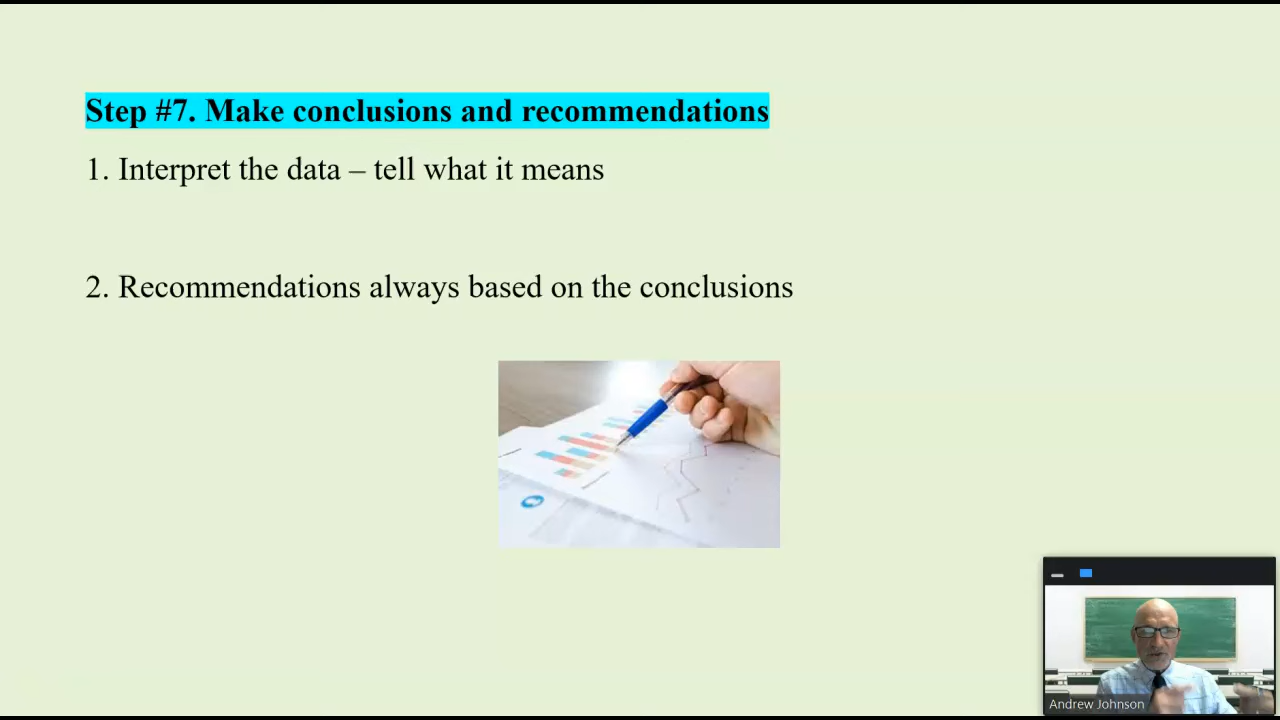 Step #7. Make conclusions and recommendations
1. Interpret the data – tell what it means
2. Recommendations always based on the conclusions
Andrew Johnson